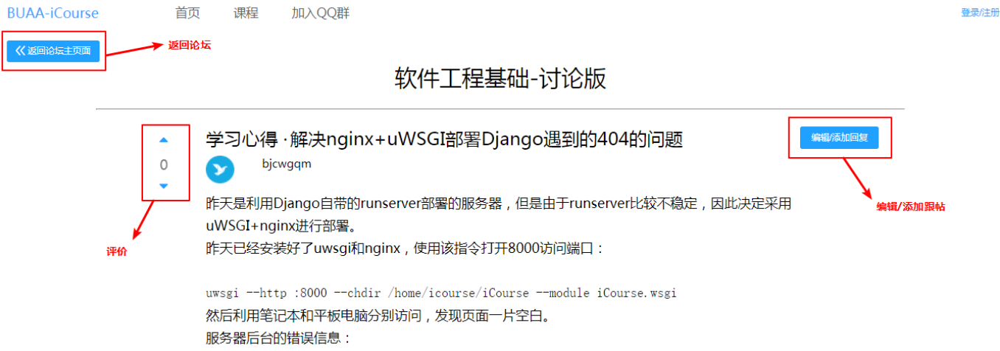 BUAA-iCourse 首页 课程 加入QQ群 登录/注册
返回论坛主页面
返回论坛
软件工程基础-讨论版
学习心得 · 解决nginx+uWSGI部署Django遇到的404的问题
编辑/添加回复
0
bjcwgqm
昨天是利用Django自带的runserver部署的服务器，但是由于runserver比较不稳定，因此决定采用
uWSGI+nginx进行部署。
编辑/添加跟帖
昨天已经安装好了uwsgi和nginx，使用该指令打开8000访问端口：
评价
uwsgi --http :8000 --chdir /home/icourse/iCourse --module iCourse.wsgi
然后利用笔记本和平板电脑分别访问，发现页面一片空白。
服务器后台的错误信息：